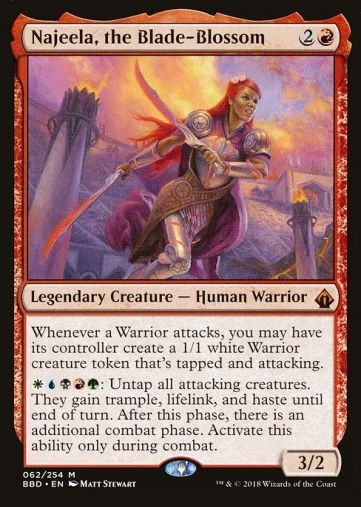 Najeela, the Blade-Blossom 2
Legendary Creature — Human Warrior
Whenever a Warrior attacks, you may have
its controller create a 1/1 white Warrior
creature token that's tapped and attacking.
: Untap all attacking creatures.
They gain trample, lifelink, and haste until
end of turn. After this phase, there is an
additional combat phase. Activate this
ability only during combat.
3/2
062/254 M
BBD • EN Matt Stewart
™ & © 2018 Wizards of the Coast